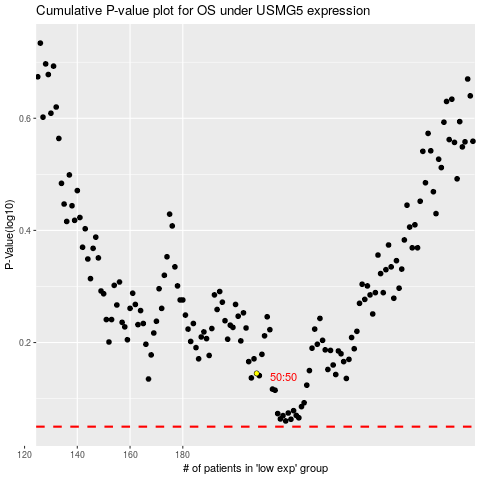 Cumulative P-value plot for OS under USMG5 expression
P-Value(log10)
0.6
0.4
0.2
50:50
120 140 160 180
# of patients in 'low exp' group